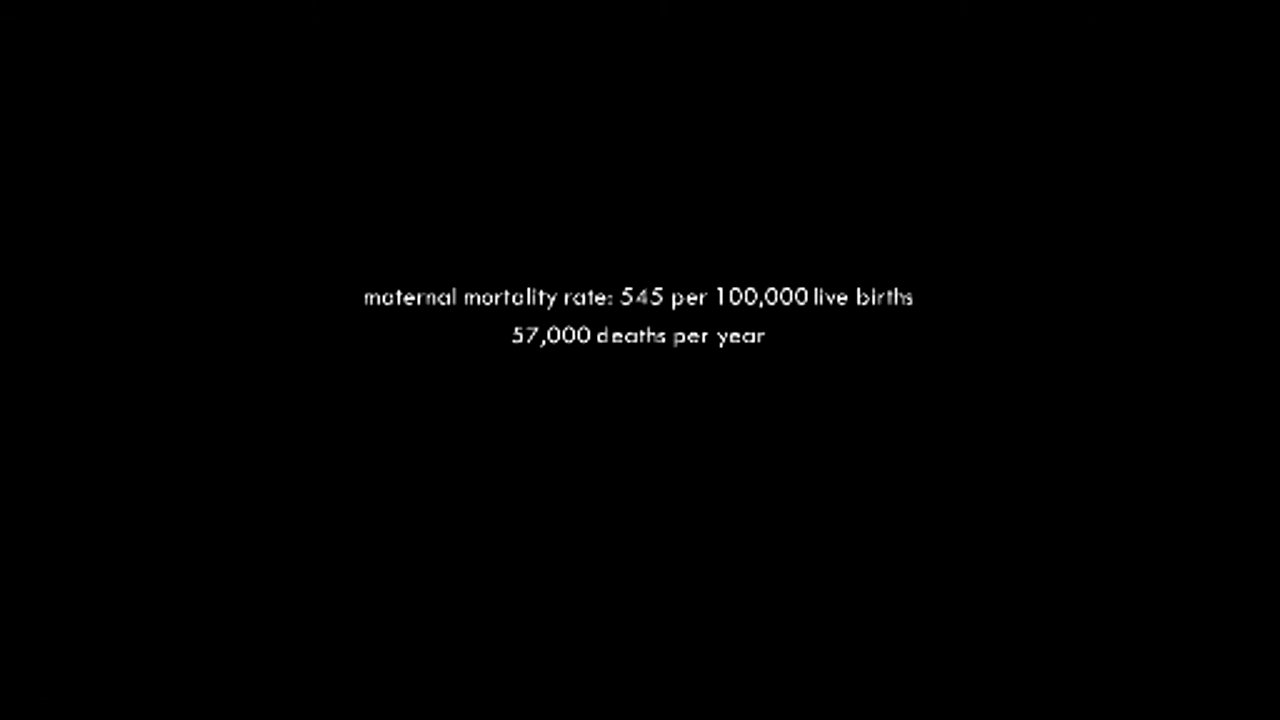 maternal mortality rate: 545 per 100,000 live births
57,000 deaths per year